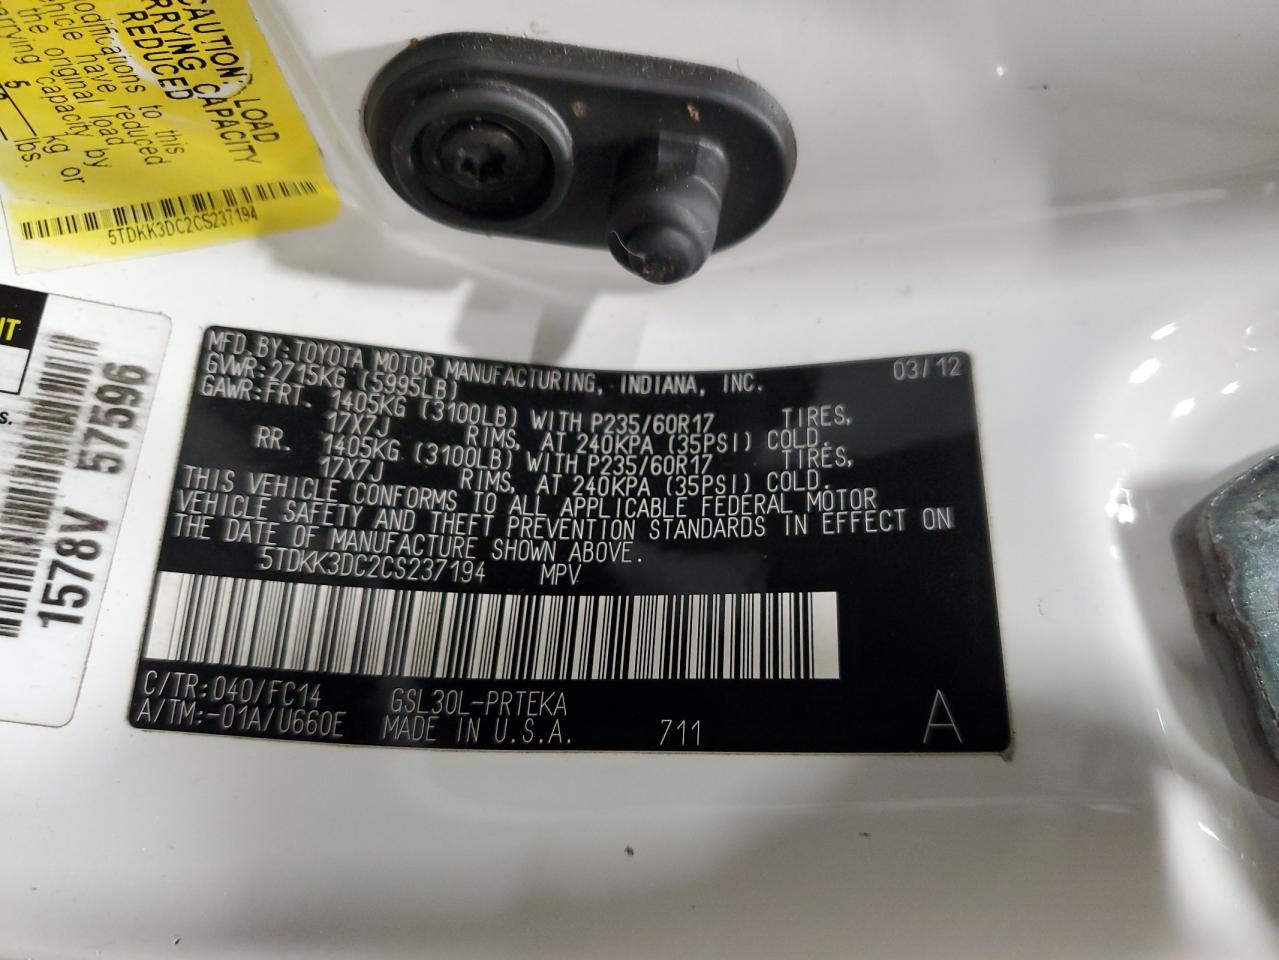 CAUTION: LOAD
RRYING CAPACITY
REDUCED
odifications to this
ehicle have reduced
the original load
arrying capacity by
5 kg or
lbs.
5TDKK3DC2CS237194
IT
s.
1578V 57596
MFD. BY: TOYOTA MOTOR MANUFACTURING, INDIANA, INC. 03/12
GVWR: 2715KG (5995LB)
GAWR: FRT. 1405KG (3100LB) WITH P235/60R17 TIRES,
17X7J RIMS, AT 240KPA (35PSI) COLD.
RR. 1405KG (3100LB) WITH P235/60R17 TIRES,
17X7J RIMS, AT 240KPA (35PSI) COLD.
THIS VEHICLE CONFORMS TO ALL APPLICABLE FEDERAL MOTOR
VEHICLE SAFETY AND THEFT PREVENTION STANDARDS IN EFFECT ON
THE DATE OF MANUFACTURE SHOWN ABOVE.
5TDKK3DC2CS237194 MPV
C/TR: 040/FC14 GSL30L-PRTEKA
A/TM: -01A/U660E MADE IN U.S.A. 711 A